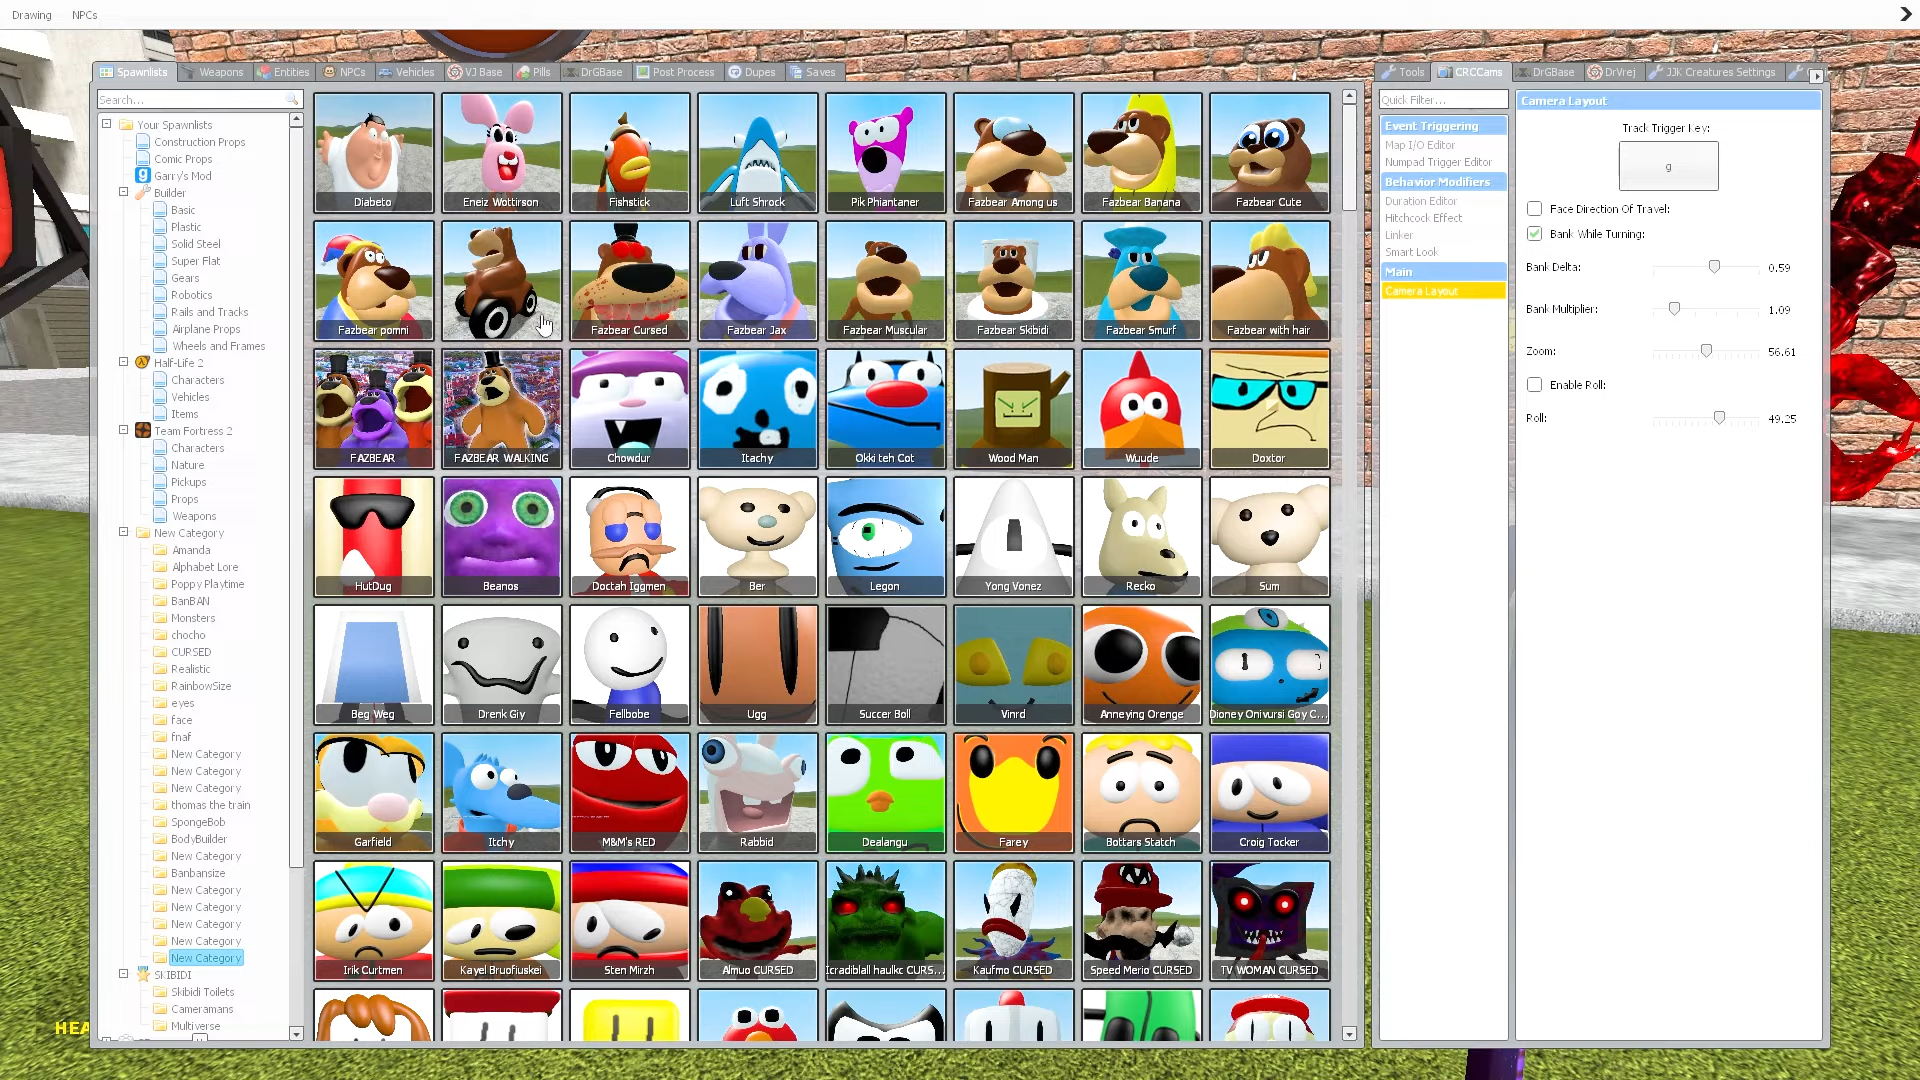 Drawing NPCs
Spawnlists Weapons Entities NPCs Vehicles VJ Base Pills DrGBase Post Process Dupes Saves
Search...
Your Spawnlists
Construction Props
Comic Props
Garry's Mod
Builder
Basic
Plastic
Solid Steel
Super Flat
Gears
Robotics
Rails and Tracks
Airplane Props
Wheels and Frames
Half-Life 2
Characters
Vehicles
Items
Team Fortress 2
Characters
Nature
Pickups
Props
Weapons
New Category
Amanda
Alphabet Lore
Poppy Playtime
BanBAN
Monsters
chocho
CURSED
Realistic
RainbowSize
eyes
face
fnaf
New Category
New Category
New Category
thomas the train
SpongeBob
BodyBuilder
New Category
Banbansize
New Category
New Category
New Category
New Category
New Category
SKIBIDI
Skibidi Toilets
Cameramans
Multiverse
HEA
Diabeto Eneiz Wottirson Fishstick Luft Shrock Pik Phiantaner Fazbear Among us Fazbear Banana Fazbear Cute
Fazbear pomni Fazbear Cursed Fazbear Jax Fazbear Muscular Fazbear Skibidi Fazbear Smurf Fazbear with hair
FAZBEAR FAZBEAR WALKING Chowdur Itachy Okki teh Cot Wood Man Wuude Doxtor
HutDug Beanos Doctah Iggmen Ber Legon Yong Vonez Recko Sum
Beg Weg Drenk Giy Fellbobe Ugg Succer Boll Vinrd Anneying Orenge Dioney Onivursi Goy C...
Garfield Itchy M&M's RED Rabbid Dealangu Farey Bottars Statch Croig Tocker
Irik Curtmen Kayel Bruofiuskei Sten Mirzh Almuo CURSED Icradiblall haulkc CURS... Kaufmo CURSED Speed Merio CURSED TV WOMAN CURSED
Tools CRCCams DrGBase DrVrej JJK Creatures Settings
Quick Filter...
Event Triggering
Map I/O Editor
Numpad Trigger Editor
Behavior Modifiers
Duration Editor
Hitchcock Effect
Linker
Smart Look
Main
Camera Layout
Camera Layout
Track Trigger Key:
g
Face Direction Of Travel:
Bank While Turning:
Bank Delta: 0.59
Bank Multiplier: 1.09
Zoom: 56.61
Enable Roll:
Roll: 49.25